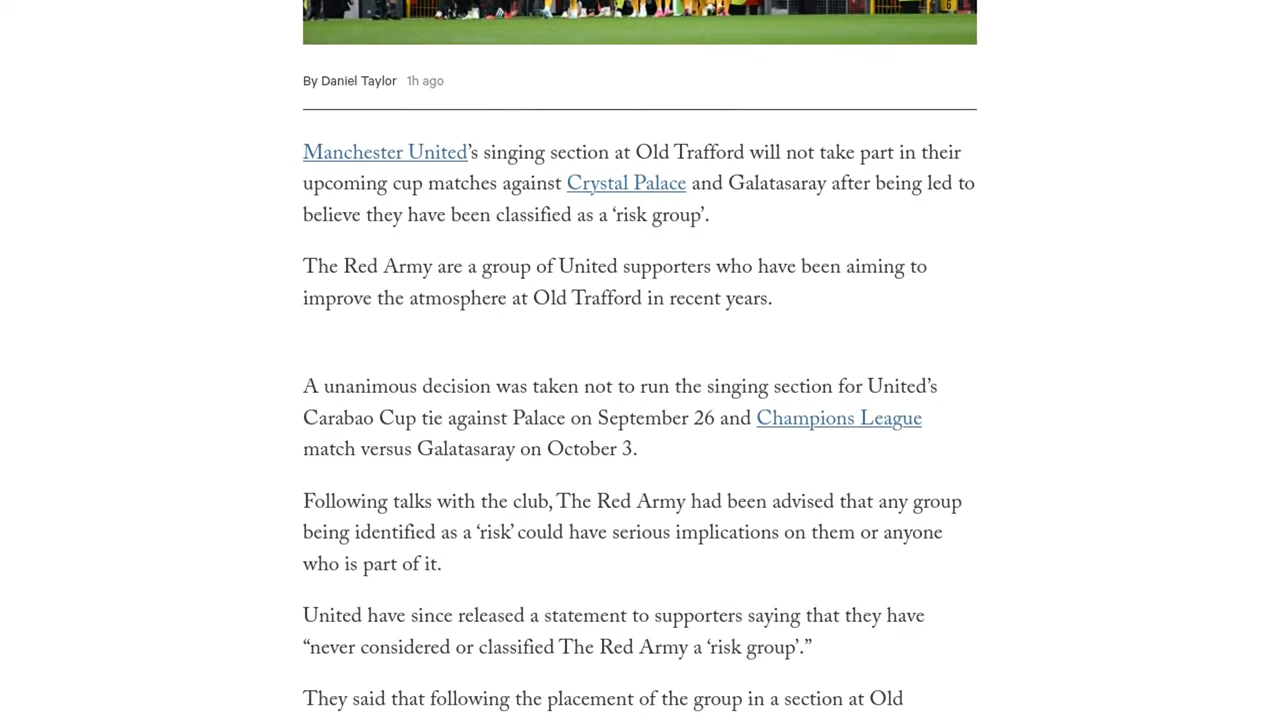 By Daniel Taylor 1h ago
Manchester United’s singing section at Old Trafford will not take part in their
upcoming cup matches against Crystal Palace and Galatasaray after being led to
believe they have been classified as a ‘risk group’.
The Red Army are a group of United supporters who have been aiming to
improve the atmosphere at Old Trafford in recent years.
A unanimous decision was taken not to run the singing section for United’s
Carabao Cup tie against Palace on September 26 and Champions League
match versus Galatasaray on October 3.
Following talks with the club, The Red Army had been advised that any group
being identified as a ‘risk’ could have serious implications on them or anyone
who is part of it.
United have since released a statement to supporters saying that they have
“never considered or classified The Red Army a ‘risk group’.”
They said that following the placement of the group in a section at Old